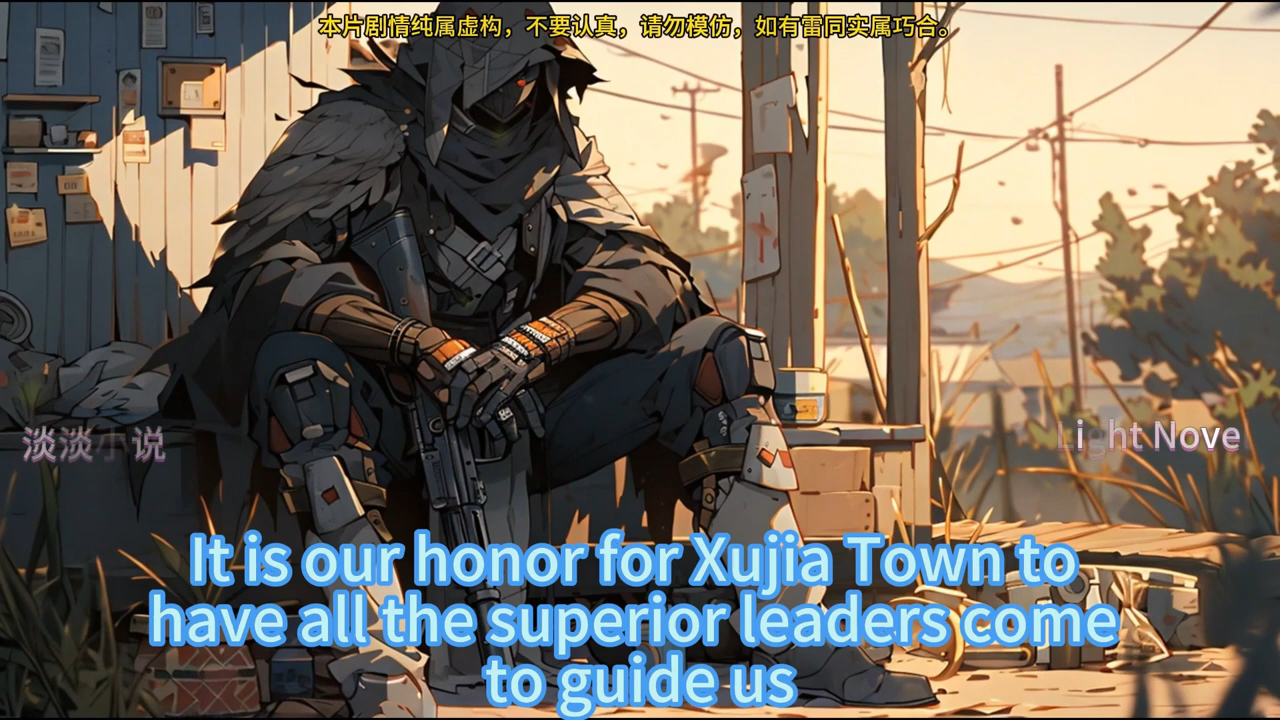 本片剧情纯属虚构，不要认真，请勿模仿，如有雷同实属巧合。
淡淡小说
Light Nove
It is our honor for Xujia Town to
have all the superior leaders come
to guide us